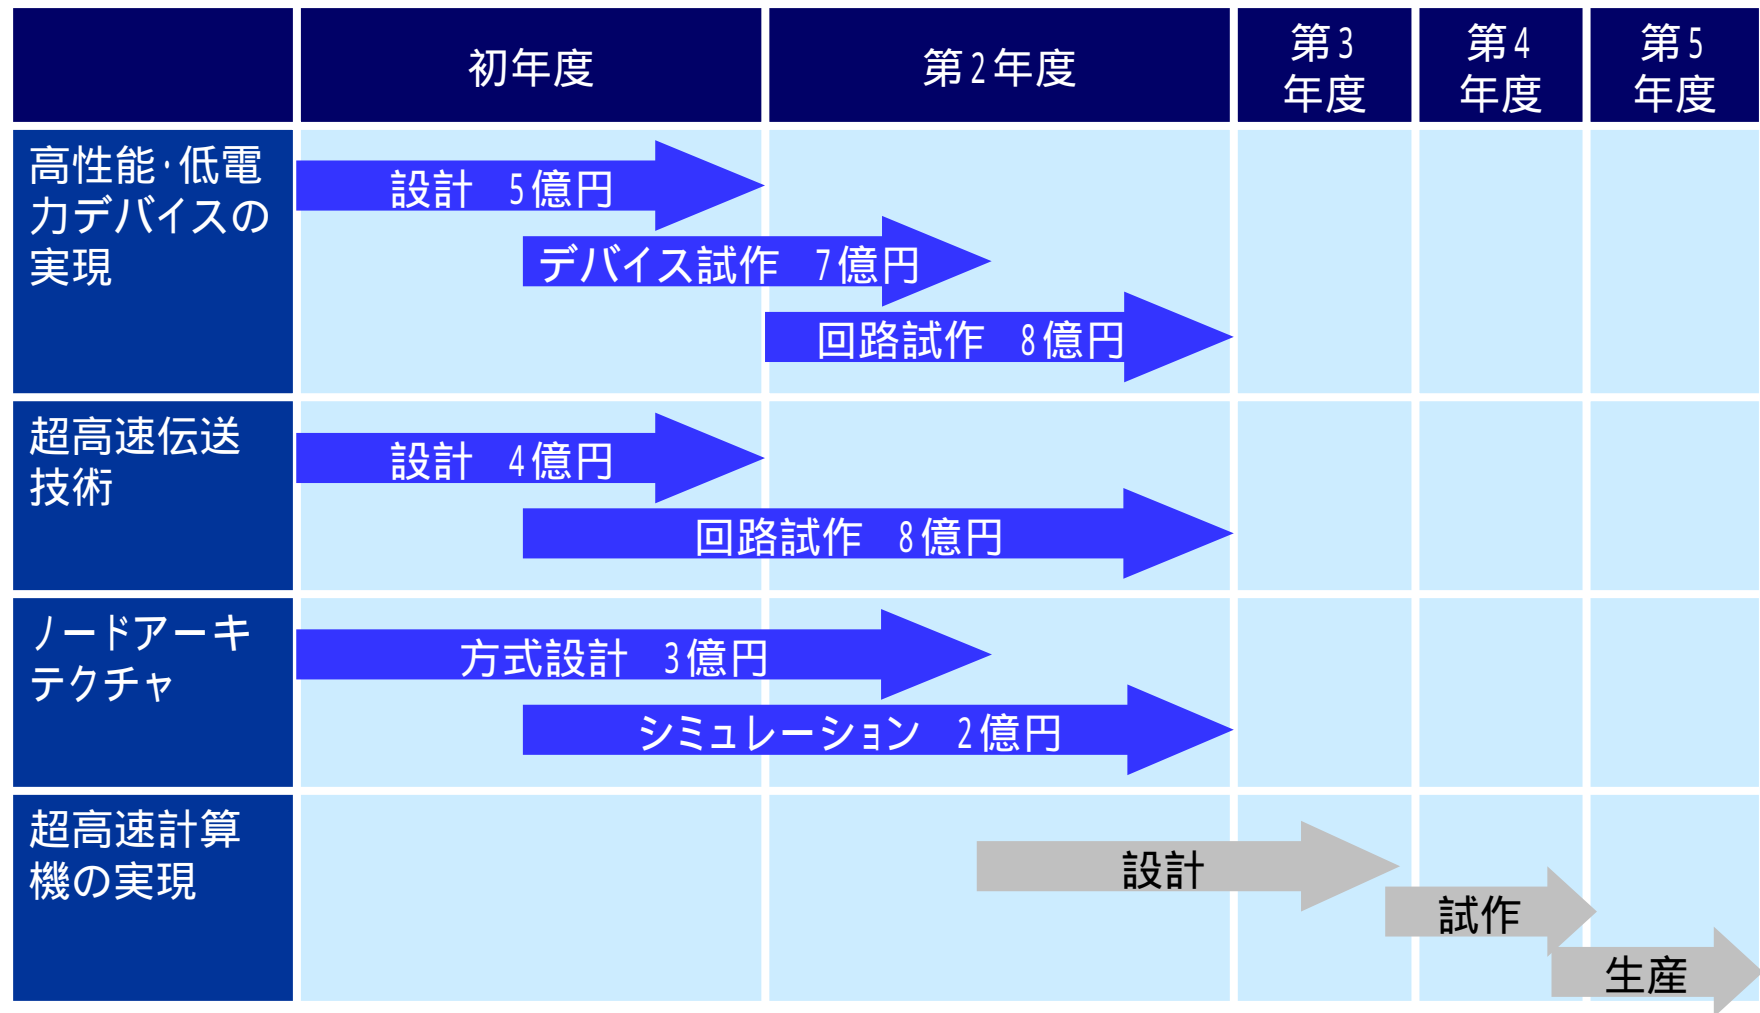 初年度
第2年度
第3
年度
第4
年度
第5
年度
高性能・低電
力デバイスの
実現
設計　5億円
デバイス試作　7億円
回路試作　8億円
超高速伝送
技術
設計　4億円
回路試作　8億円
ノードアーキ
テクチャ
方式設計　3億円
シミュレーション　2億円
超高速計算
機の実現
設計
試作
生産